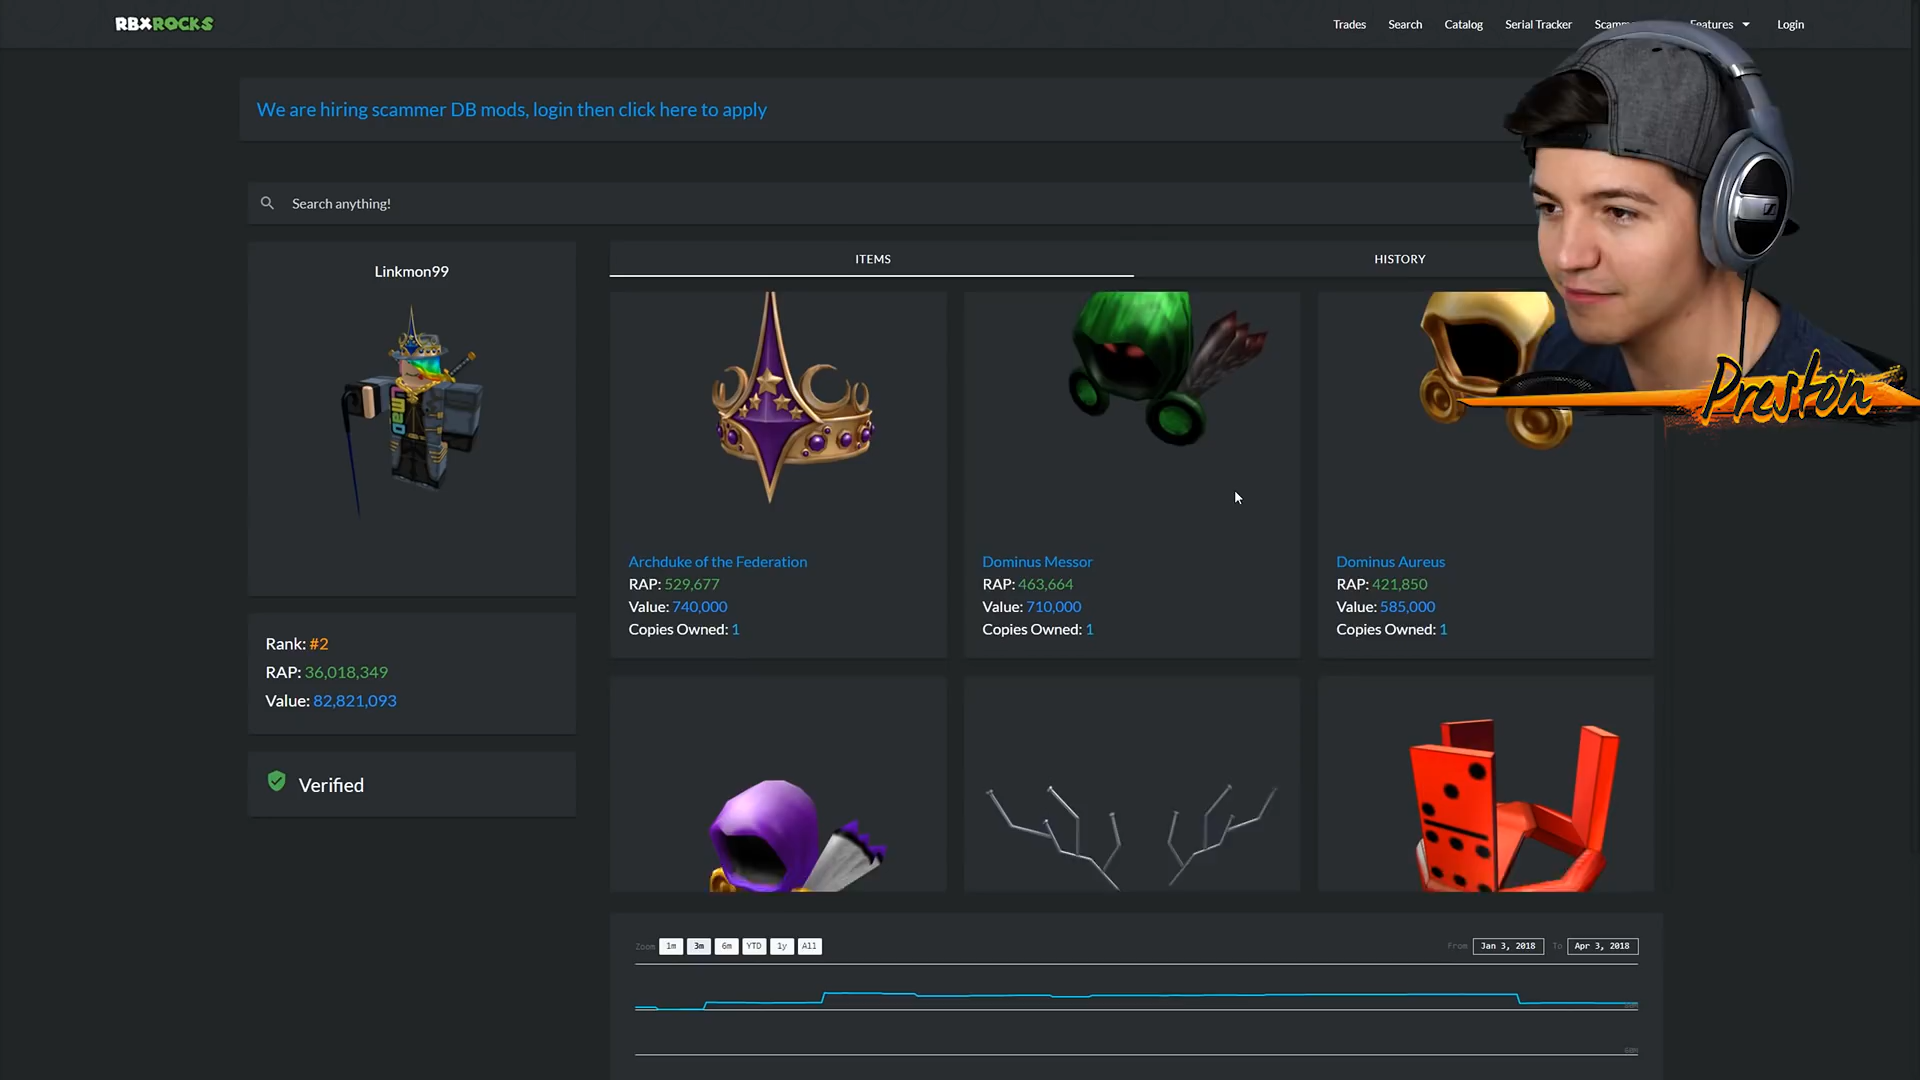 RBXROCKS
Trades Search Catalog Serial Tracker Features Login
We are hiring scammer DB mods, login then click here to apply
Search anything!
Linkmon99
ITEMS HISTORY
Preston
Archduke of the Federation
RAP: 529,677
Value: 740,000
Copies Owned: 1
Dominus Messor
RAP: 463,664
Value: 710,000
Copies Owned: 1
Dominus Aureus
RAP: 421,850
Value: 585,000
Copies Owned: 1
Rank: #2
RAP: 36,018,349
Value: 82,821,093
Verified
Zoom 1m 3m 6m YTD 1y All
From Jan 3, 2018 To Apr 3, 2018